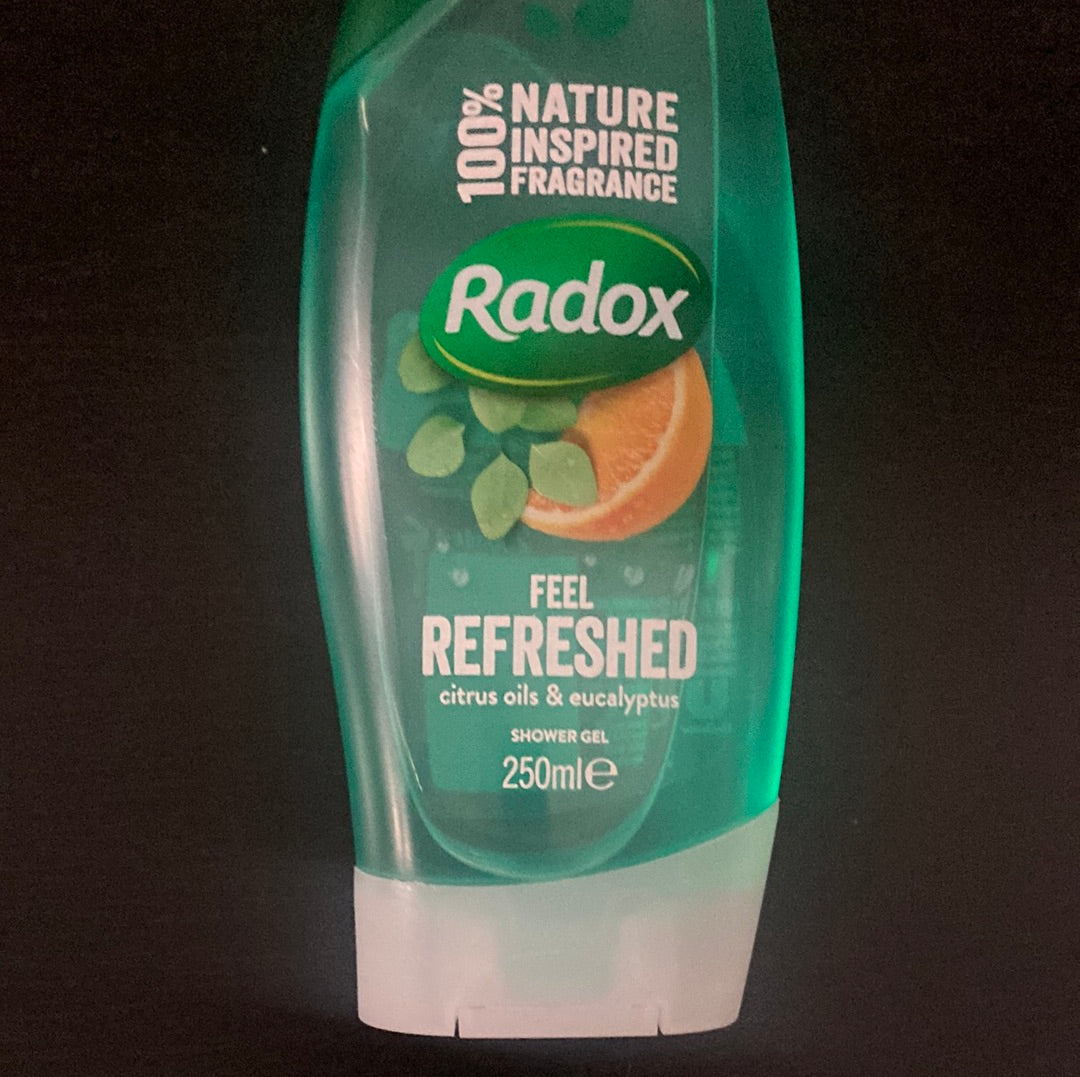 100%
NATURE
INSPIRED
FRAGRANCE
Radox
FEEL
REFRESHED
citrus oils & eucalyptus
SHOWER GEL
250ml℮